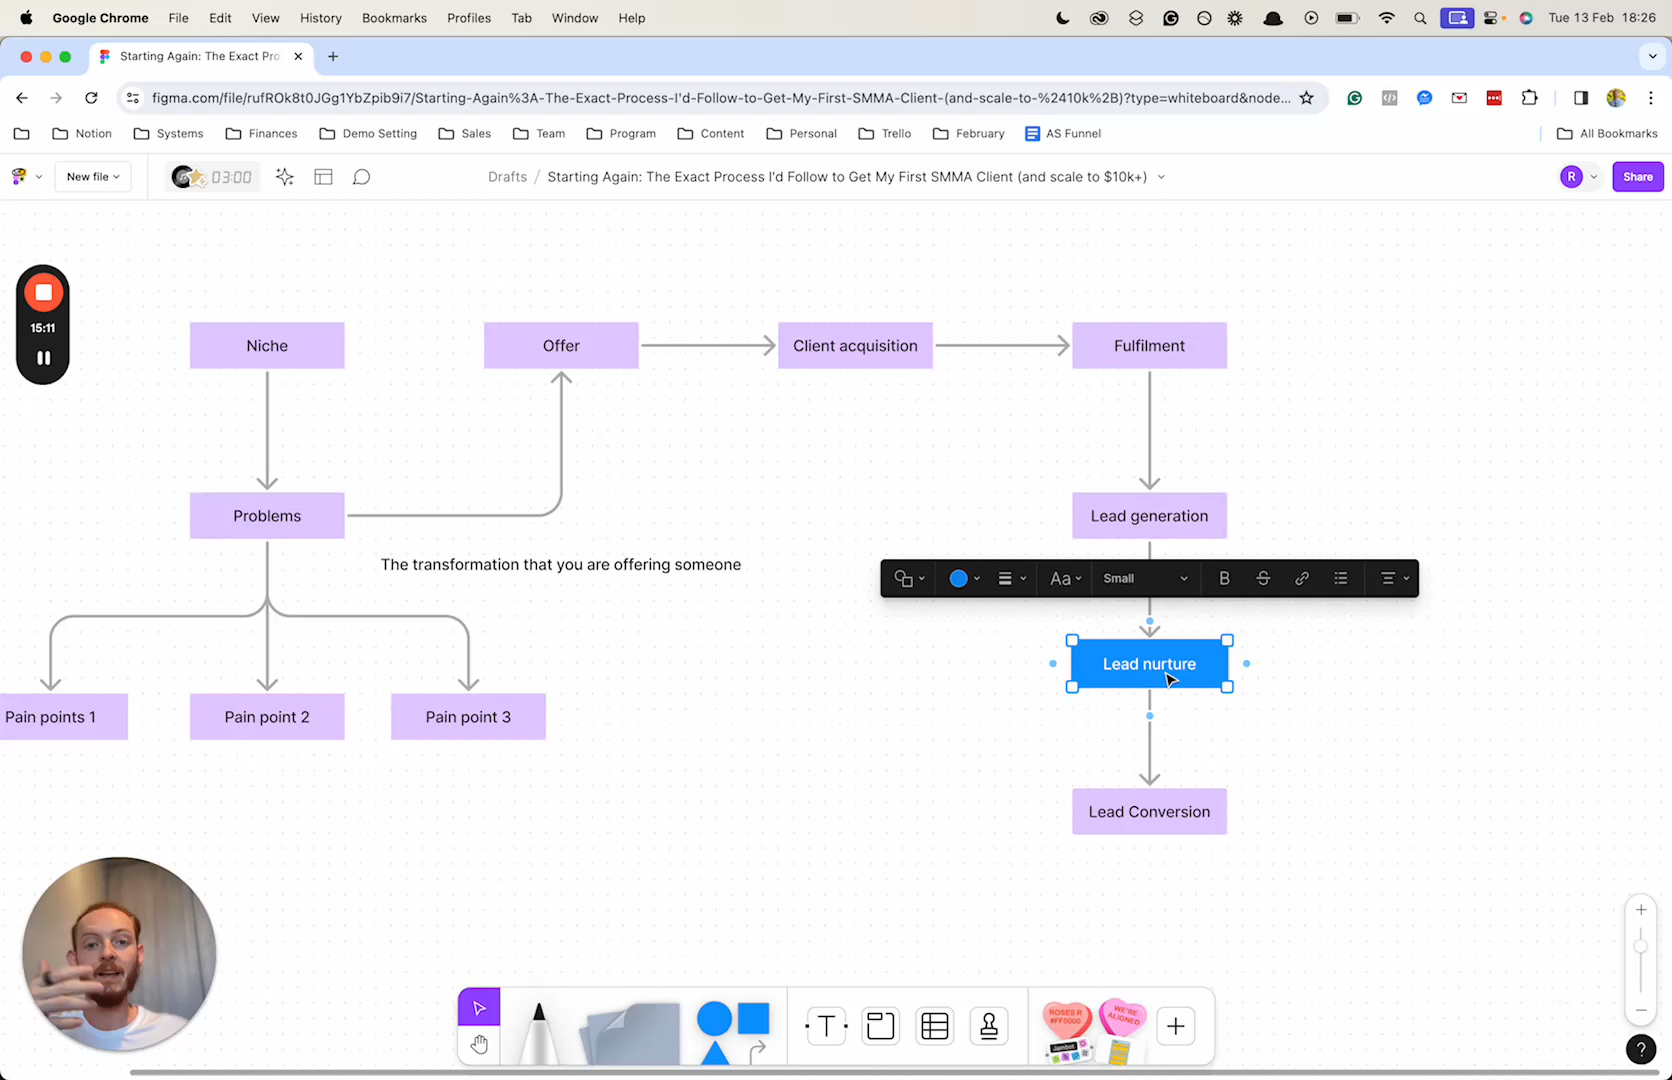 Google Chrome File Edit View History Bookmarks Profiles Tab Window Help Tue 13 Feb 18:26
Starting Again: The Exact Pro
figma.com/file/rufROk8t0JGg1YbZpib9i7/Starting-Again%3A-The-Exact-Process-I'd-Follow-to-Get-My-First-SMMA-Client-(and-scale-to-%2410k%2B)?type=whiteboard&node...
Notion Systems Finances Demo Setting Sales Team Program Content Personal Trello February AS Funnel All Bookmarks
New file 03:00 Drafts / Starting Again: The Exact Process I'd Follow to Get My First SMMA Client (and scale to $10k+) R Share
15:11
Niche Offer Client acquisition Fulfilment
Problems Lead generation
The transformation that you are offering someone
Aa Small B S
Lead nurture
Pain points 1 Pain point 2 Pain point 3
Lead Conversion
T
ROSES R
#FF0000
WE'RE
ALIGNED
Jambot
?